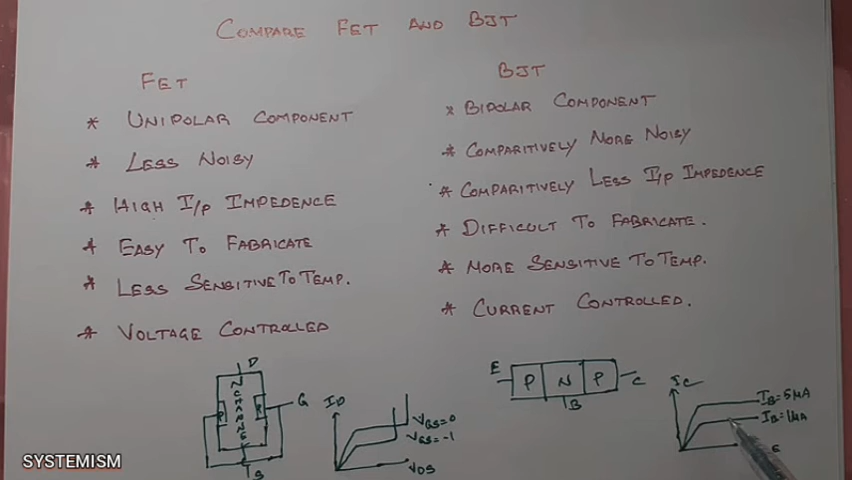 COMPARE FET AND BJT
FET
* UNIPOLAR COMPONENT
* LESS NOISY
* HIGH I/P IMPEDENCE
* EASY TO FABRICATE
* LESS SENSITIVE TO TEMP.
* VOLTAGE CONTROLLED
BJT
* BIPOLAR COMPONENT
* COMPARITIVELY MORE NOISY
* COMPARITIVELY LESS I/P IMPEDENCE
* DIFFICULT TO FABRICATE.
* MORE SENSITIVE TO TEMP.
* CURRENT CONTROLLED.
D
G
S
ID
VGS=0
VGS=-1
VDS
E P N P C
B
IC
IB=5MA
IB=1MA
SYSTEMISM